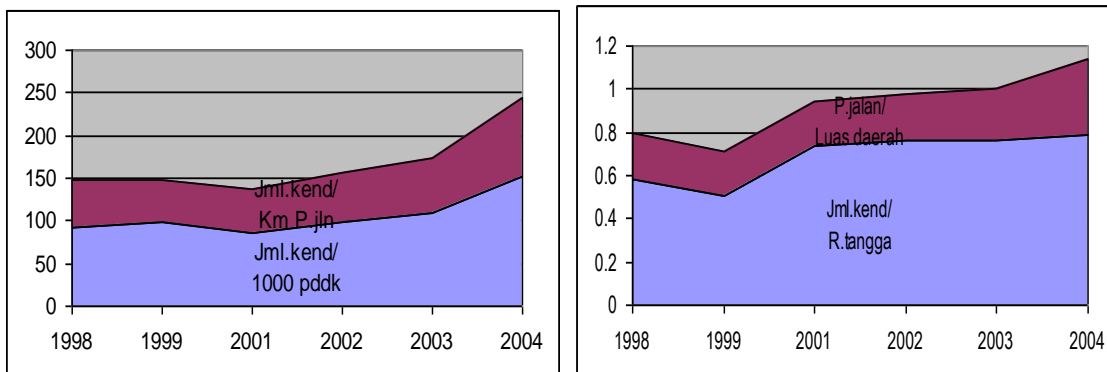 300
250
200
150
100
50
0
Jml.kend/
Km P.jln
Jml.kend/
1000 pddk
1998 1999 2001 2002 2003 2004
1.2
1
0.8
0.6
0.4
0.2
0
P.jalan/
Luas daerah
Jml.kend/
R.tangga
1998 1999 2001 2002 2003 2004